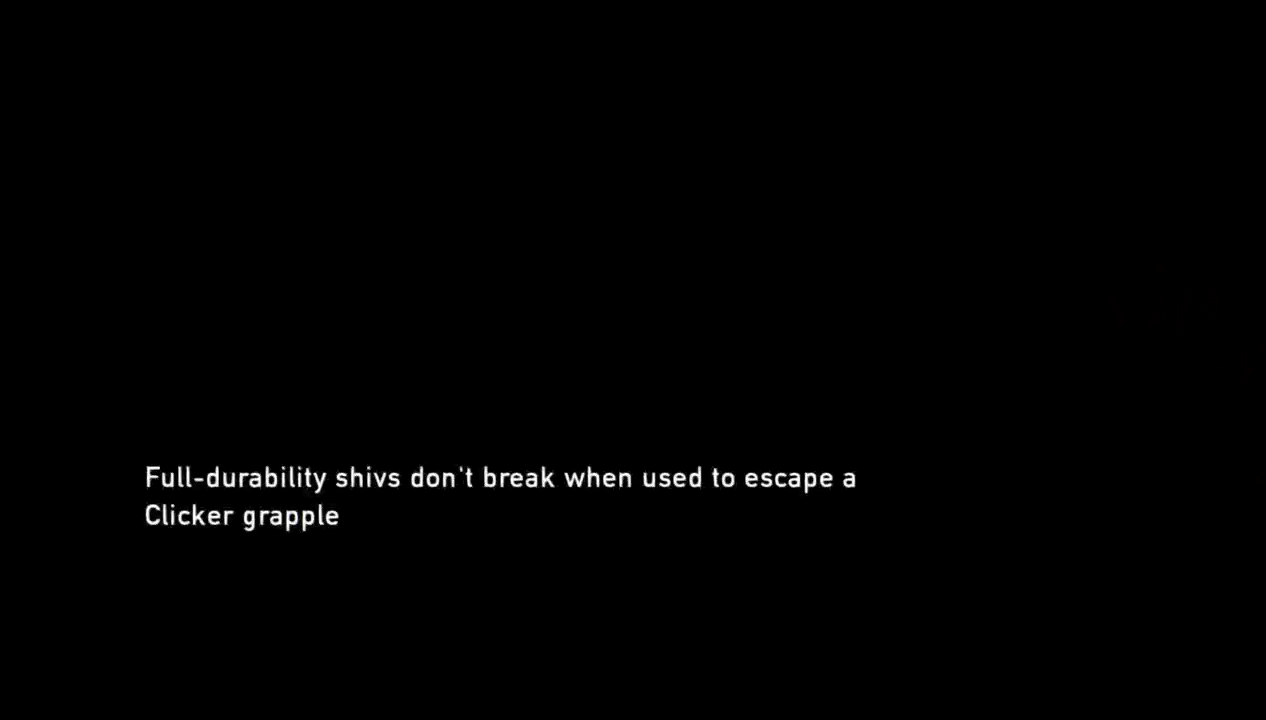 Full-durability shivs don't break when used to escape a
Clicker grapple